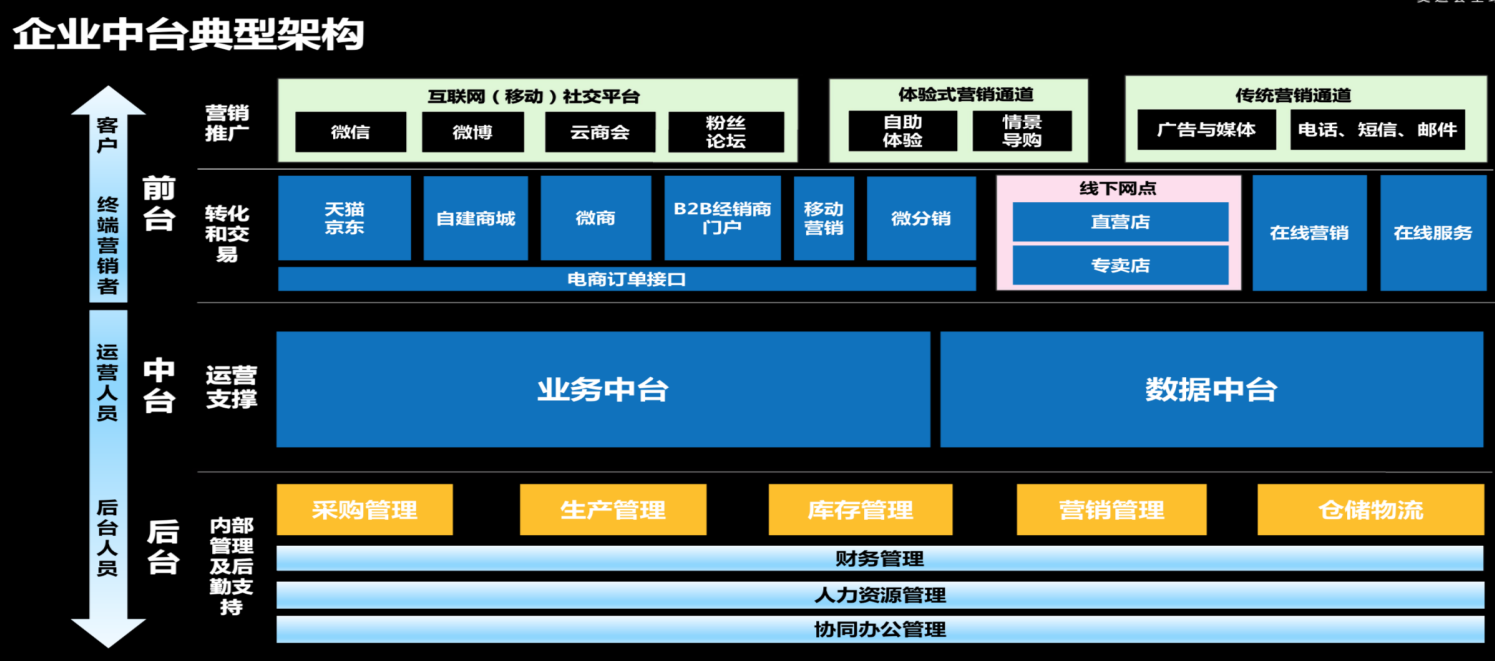 企业中台典型架构
客户
终端营销者
运营人员
后台人员
前台
中台
后台
营销
推广
互联网（移动）社交平台
微信
微博
云商会
粉丝
论坛
体验式营销通道
自助
体验
情景
导购
传统营销通道
广告与媒体
电话、短信、邮件
转化
和交
易
天猫
京东
自建商城
微商
B2B经销商
门户
移动
营销
微分销
电商订单接口
线下网点
直营店
专卖店
在线营销
在线服务
运营
支撑
业务中台
数据中台
内部
管理
及后
勤支
持
采购管理
生产管理
库存管理
营销管理
仓储物流
财务管理
人力资源管理
协同办公管理